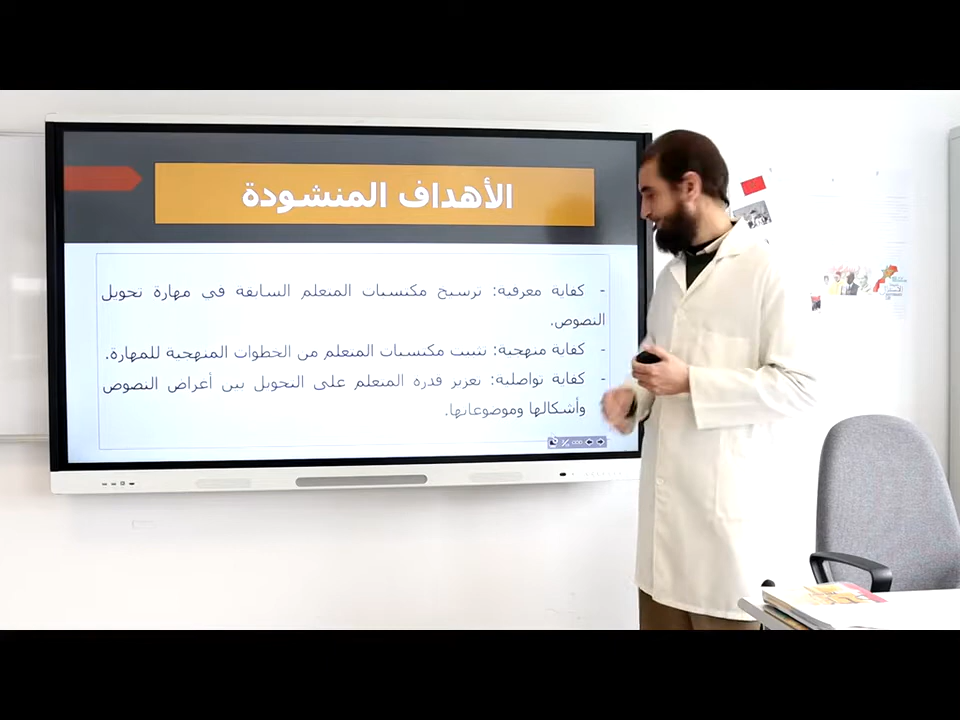 الأهداف المنشودة
- كفاية معرفية: ترسيخ مكتسبات المتعلم السابقة في مهارة تحويل
النصوص.
- كفاية منهجية: تثبيت مكتسبات المتعلم من الخطوات المنهجية للمهارة.
- كفاية تواصلية: تعزيز قدرة المتعلم على التحويل بين أغراض النصوص
وأشكالها وموضوعاتها.